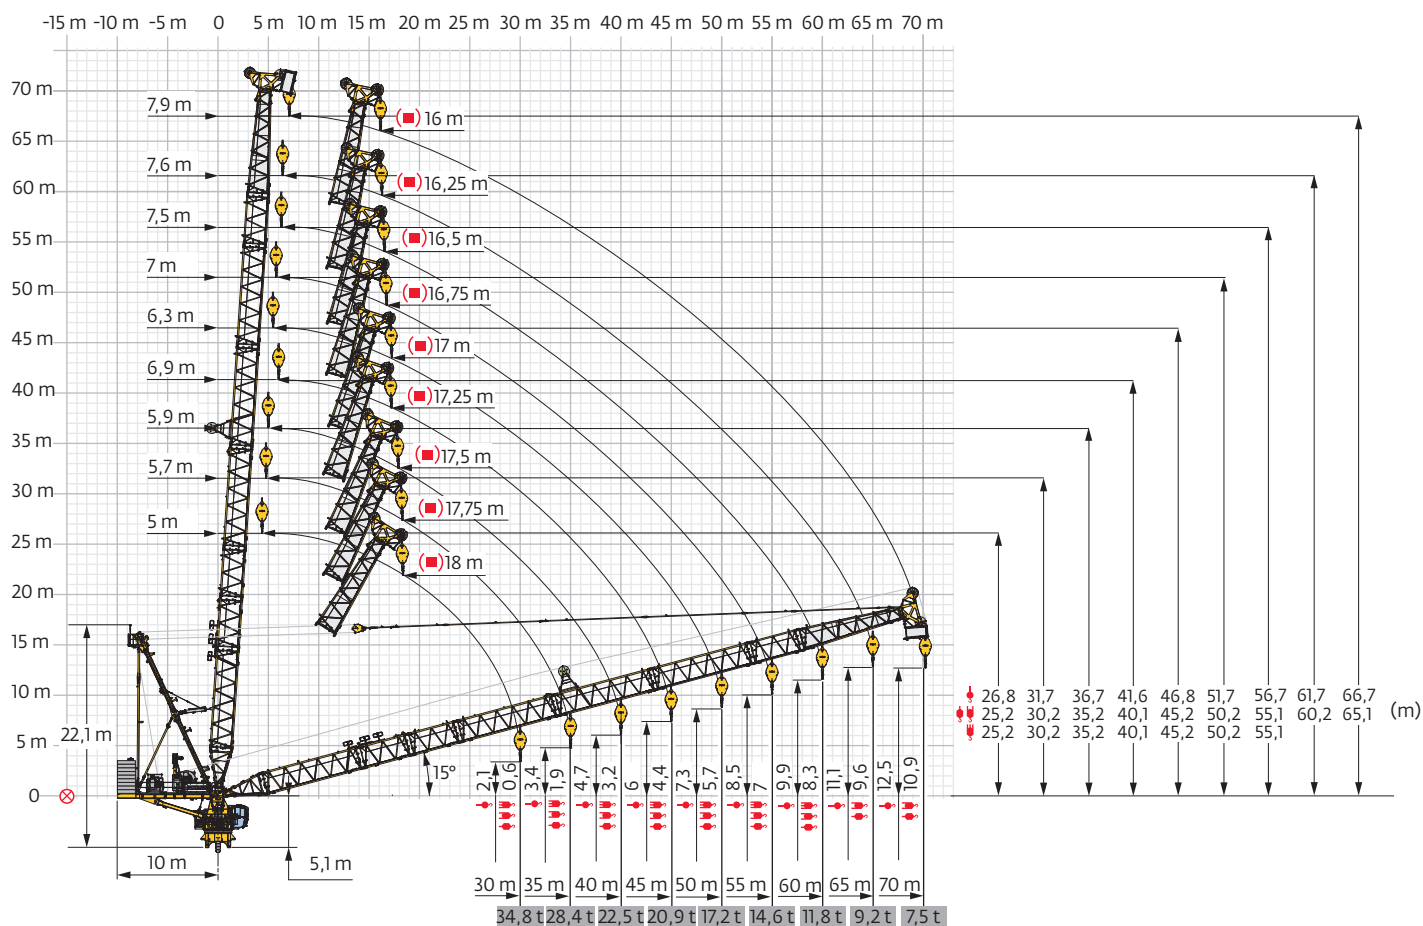 -15 m -10 m -5 m 0 5 m 10 m 15 m 20 m 25 m 30 m 35 m 40 m 45 m 50 m 55 m 60 m 65 m 70 m
70 m
7,9 m
16 m
65 m
7,6 m
16,25 m
60 m
7,5 m
16,5 m
55 m
7 m
16,75 m
50 m
6,3 m
17 m
45 m
6,9 m
17,25 m
40 m
5,9 m
17,5 m
35 m
5,7 m
17,75 m
30 m
5 m
18 m
25 m
20 m
15 m
10 m
22,1 m
5 m
0
15°
10 m
5,1 m
26,8 31,7 36,7 41,6 46,8 51,7 56,7 61,7 66,7
25,2 30,2 35,2 40,1 45,2 50,2 55,1 60,2 65,1 (m)
25,2 30,2 35,2 40,1 45,2 50,2 55,1
2,1 0,6 3,4 1,9 4,7 3,2 6 4,4 7,3 5,7 8,5 7 9,9 8,3 11,1 9,6 12,5 10,9
30 m 35 m 40 m 45 m 50 m 55 m 60 m 65 m 70 m
34,8 t 28,4 t 22,5 t 20,9 t 17,2 t 14,6 t 11,8 t 9,2 t 7,5 t